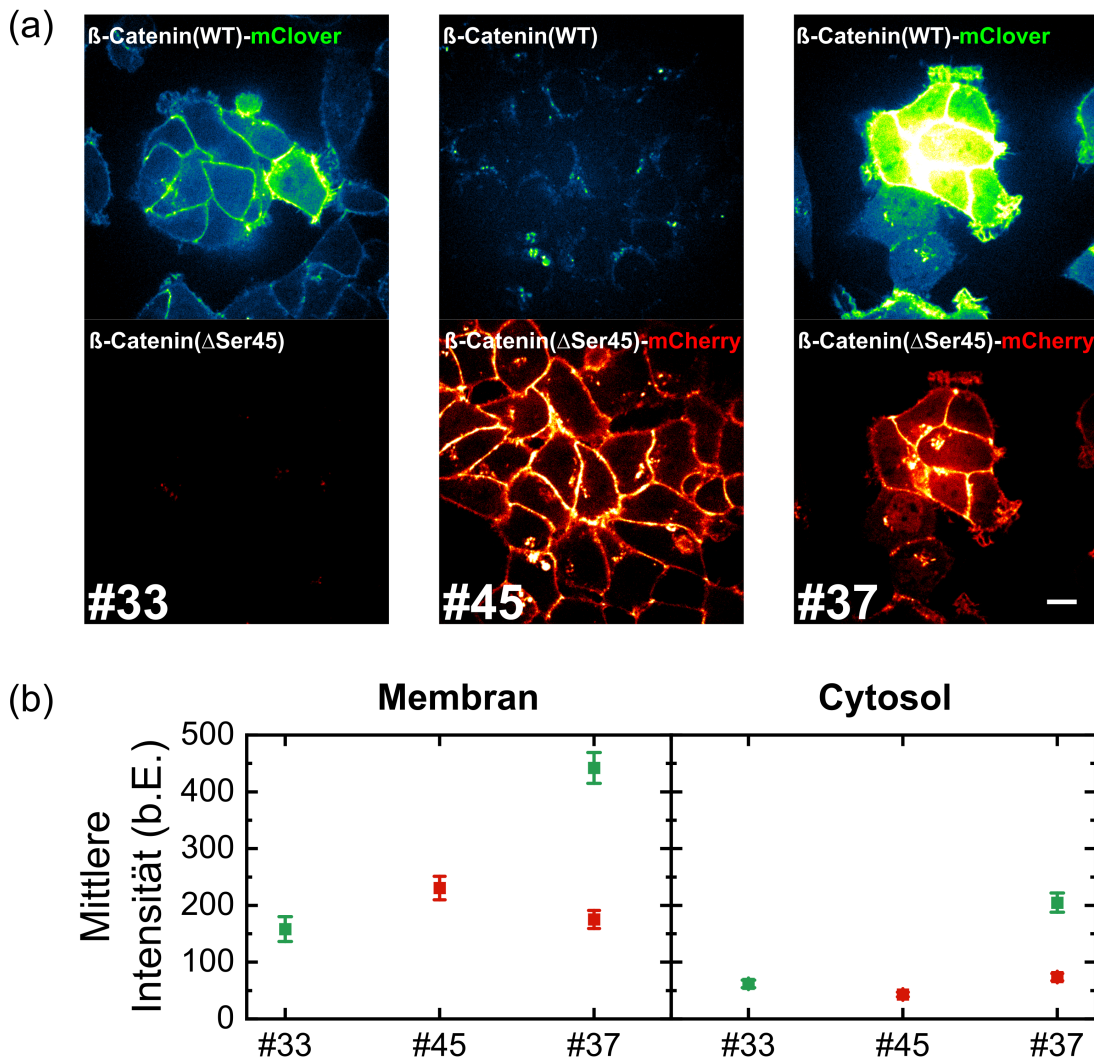 (a)
ß-Catenin(WT)-mClover
ß-Catenin(WT)
ß-Catenin(WT)-mClover
ß-Catenin(ΔSer45)
ß-Catenin(ΔSer45)-mCherry
ß-Catenin(ΔSer45)-mCherry
#33
#45
#37
(b)
Membran
Cytosol
Mittlere
Intensität (b.E.)
500
400
300
200
100
0
#33
#45
#37
#33
#45
#37